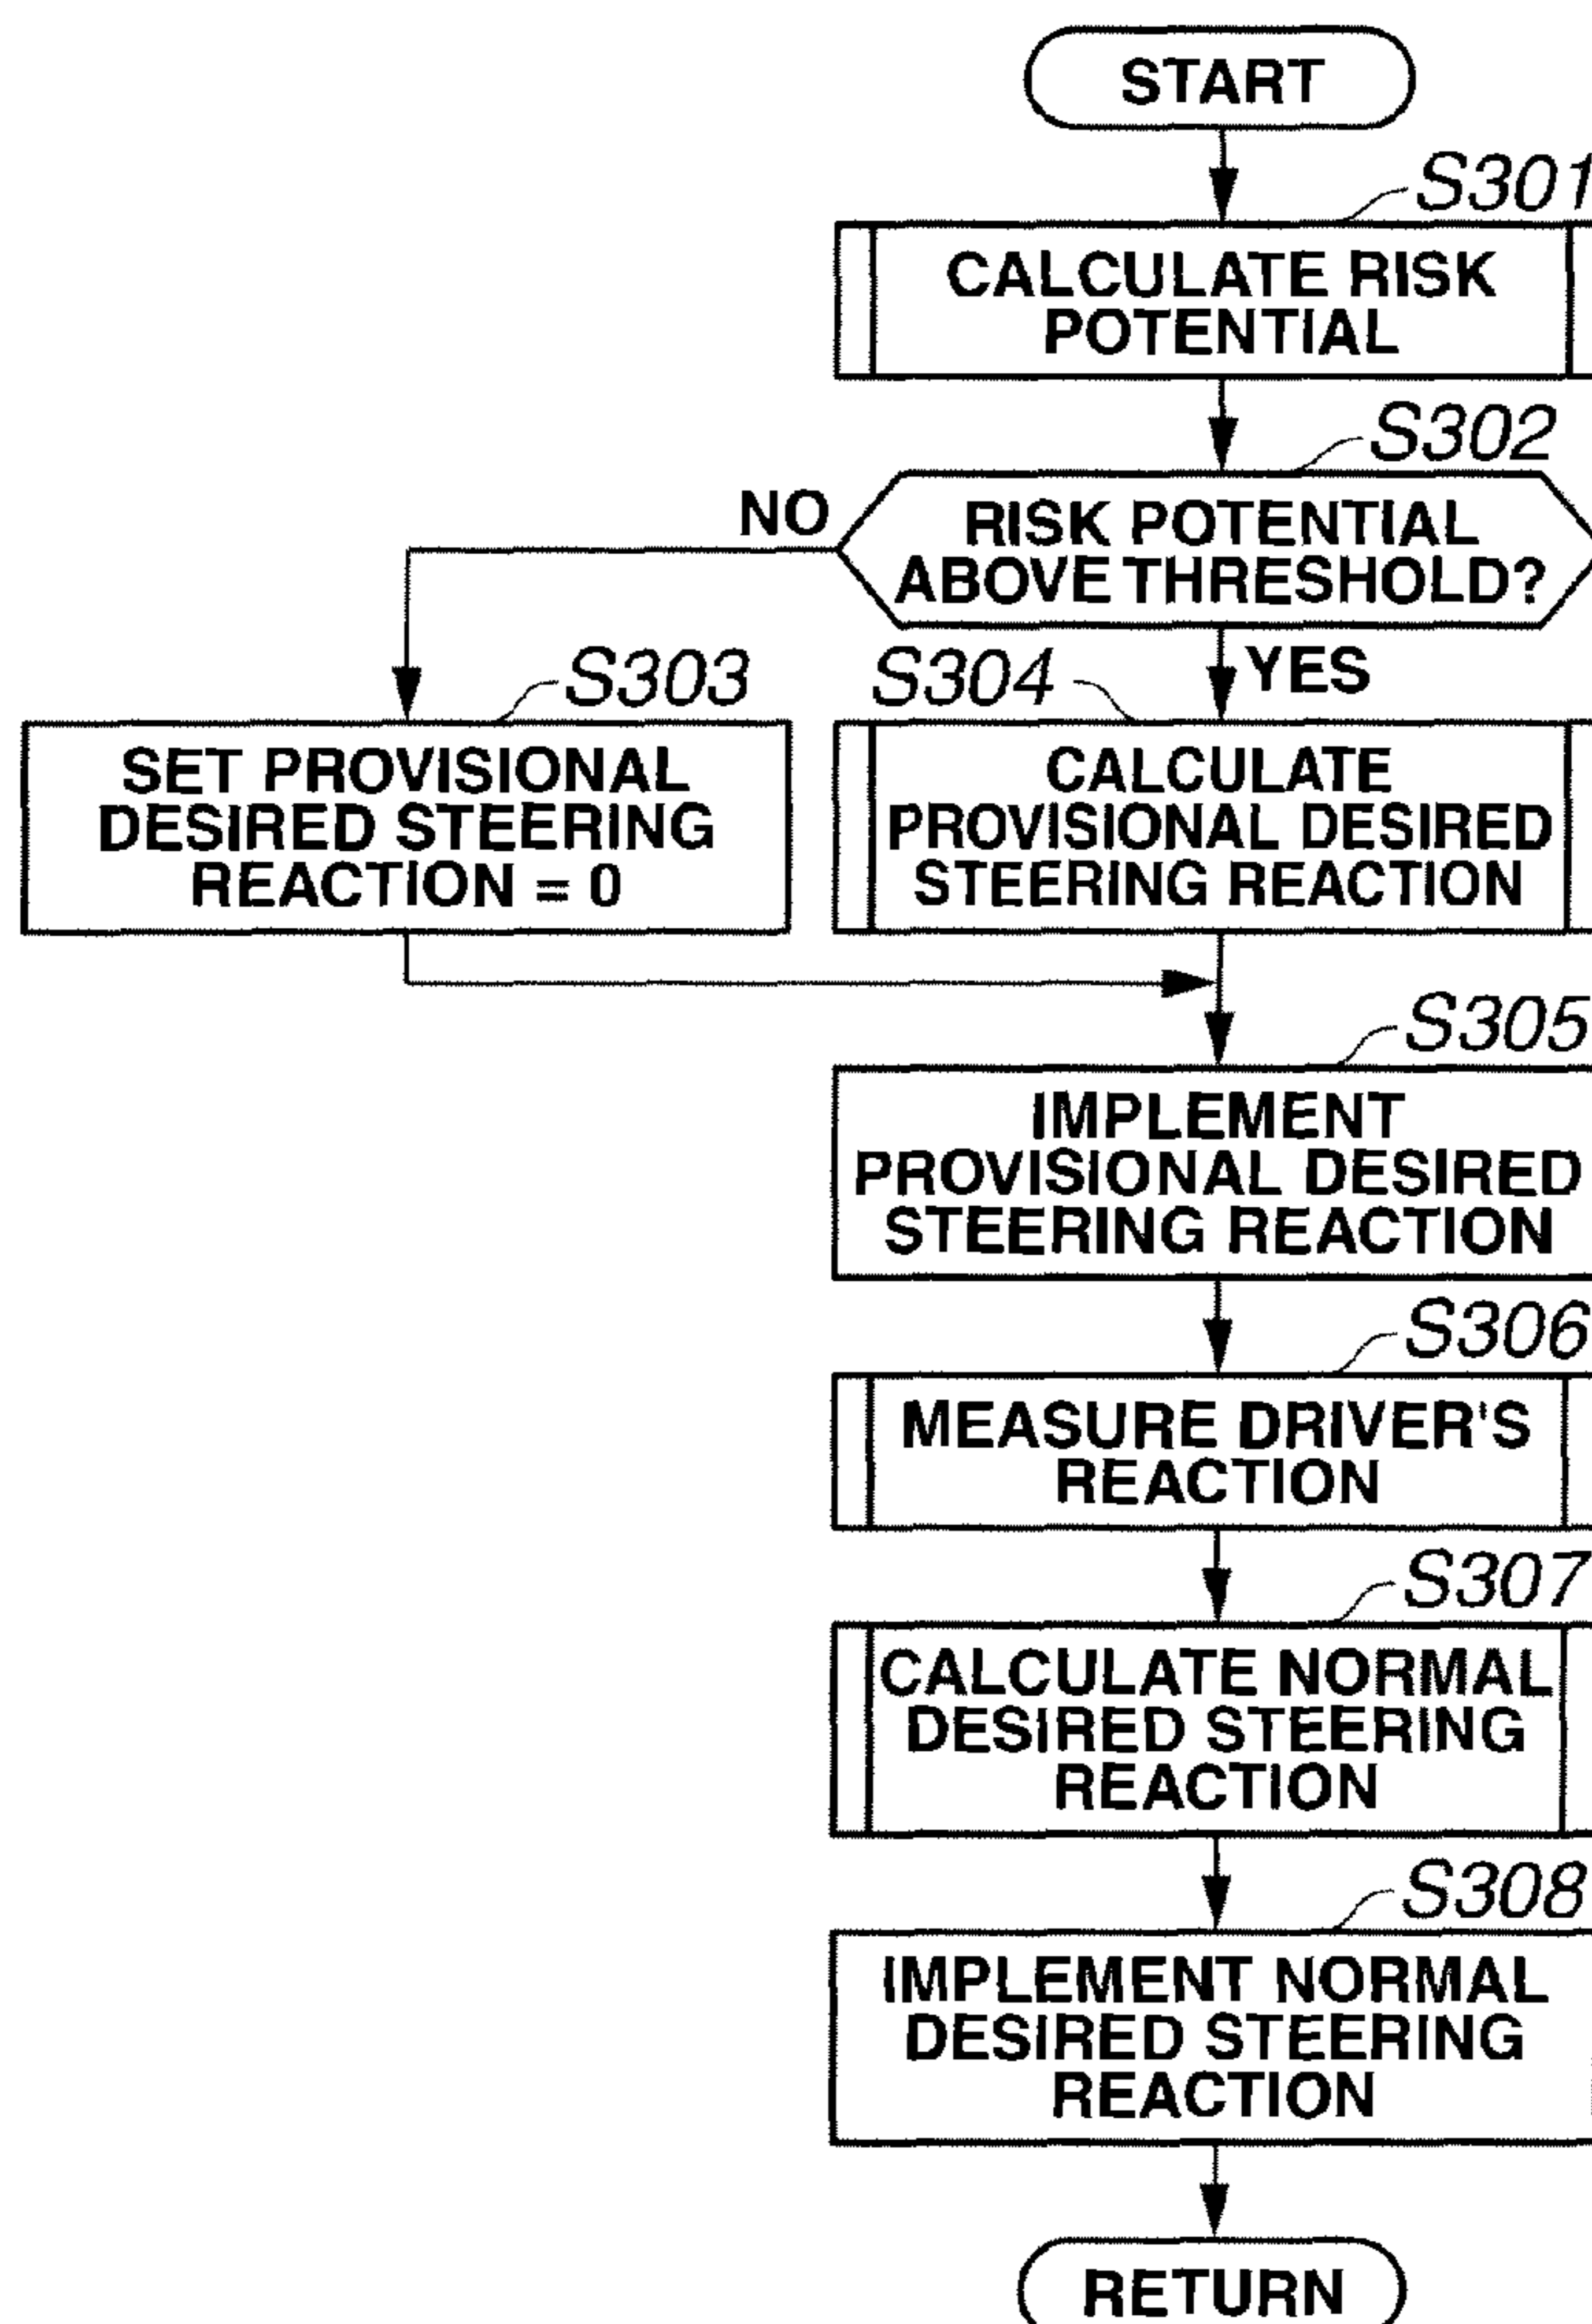 START
S301
CALCULATE RISK
POTENTIAL
S302
NO
RISK POTENTIAL
ABOVE THRESHOLD?
YES
S303
SET PROVISIONAL
DESIRED STEERING
REACTION = 0
S304
CALCULATE
PROVISIONAL DESIRED
STEERING REACTION
S305
IMPLEMENT
PROVISIONAL DESIRED
STEERING REACTION
S306
MEASURE DRIVER'S
REACTION
S307
CALCULATE NORMAL
DESIRED STEERING
REACTION
S308
IMPLEMENT NORMAL
DESIRED STEERING
REACTION
RETURN